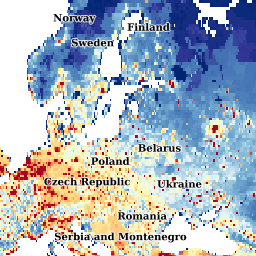 Norway
Finland
Sweden
Belarus
Poland
Czech Republic
Ukraine
Romania
Serbia and Montenegro